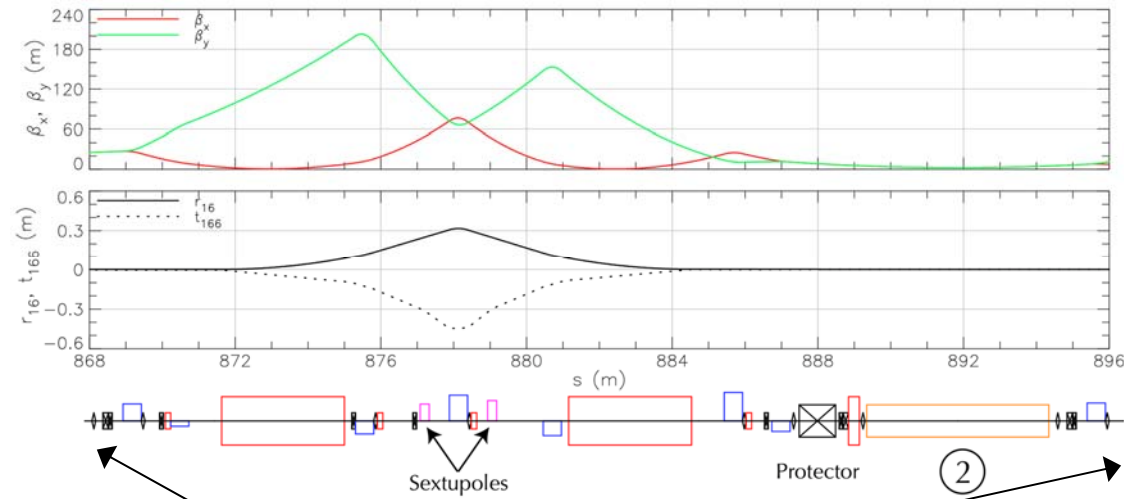 240
180
120
60
0
βx, βy (m)
βx
βy
0.6
0.3
0
−0.3
−0.6
r16, t166 (m)
r16
t166
868 872 876 880 884 888 892 896
s (m)
Sextupoles
Protector
2